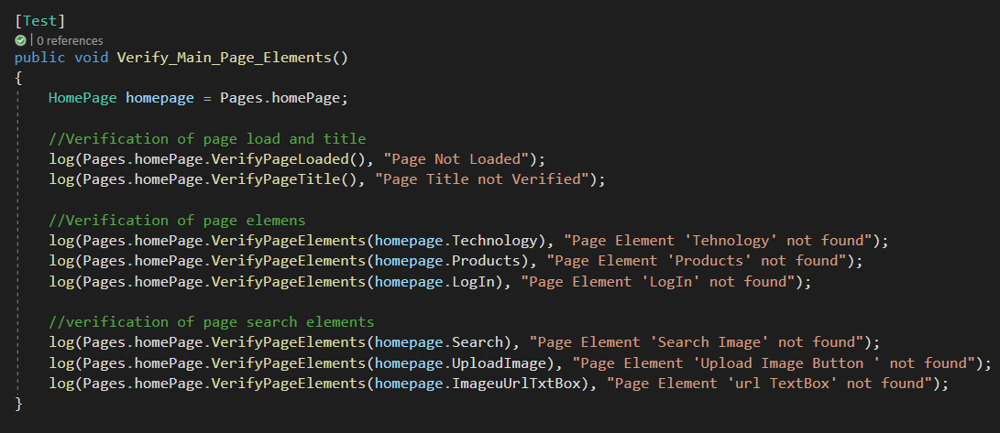 [Test]
| 0 references
public void Verify_Main_Page_Elements()
{
HomePage homepage = Pages.homePage;
//Verification of page load and title
log(Pages.homePage.VerifyPageLoaded(), "Page Not Loaded");
log(Pages.homePage.VerifyPageTitle(), "Page Title not Verified");
//Verification of page elemens
log(Pages.homePage.VerifyPageElements(homepage.Technology), "Page Element 'Tehnology' not found");
log(Pages.homePage.VerifyPageElements(homepage.Products), "Page Element 'Products' not found");
log(Pages.homePage.VerifyPageElements(homepage.LogIn), "Page Element 'LogIn' not found");
//verification of page search elements
log(Pages.homePage.VerifyPageElements(homepage.Search), "Page Element 'Search Image' not found");
log(Pages.homePage.VerifyPageElements(homepage.UploadImage), "Page Element 'Upload Image Button ' not found");
log(Pages.homePage.VerifyPageElements(homepage.ImageuUrlTxtBox), "Page Element 'url TextBox' not found");
}